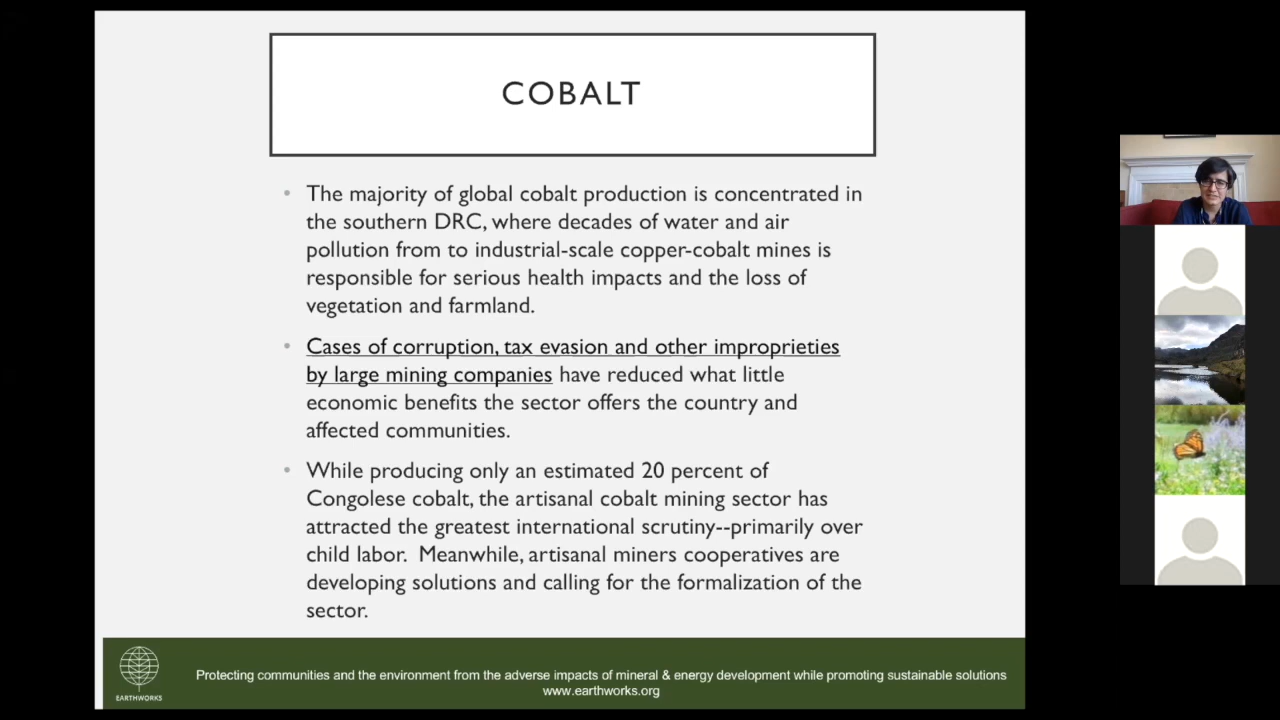 COBALT
• The majority of global cobalt production is concentrated in
the southern DRC, where decades of water and air
pollution from to industrial-scale copper-cobalt mines is
responsible for serious health impacts and the loss of
vegetation and farmland.
• Cases of corruption, tax evasion and other improprieties
by large mining companies have reduced what little
economic benefits the sector offers the country and
affected communities.
• While producing only an estimated 20 percent of
Congolese cobalt, the artisanal cobalt mining sector has
attracted the greatest international scrutiny--primarily over
child labor.  Meanwhile, artisanal miners cooperatives are
developing solutions and calling for the formalization of the
sector.
EARTHWORKS
Protecting communities and the environment from the adverse impacts of mineral & energy development while promoting sustainable solutions
www.earthworks.org